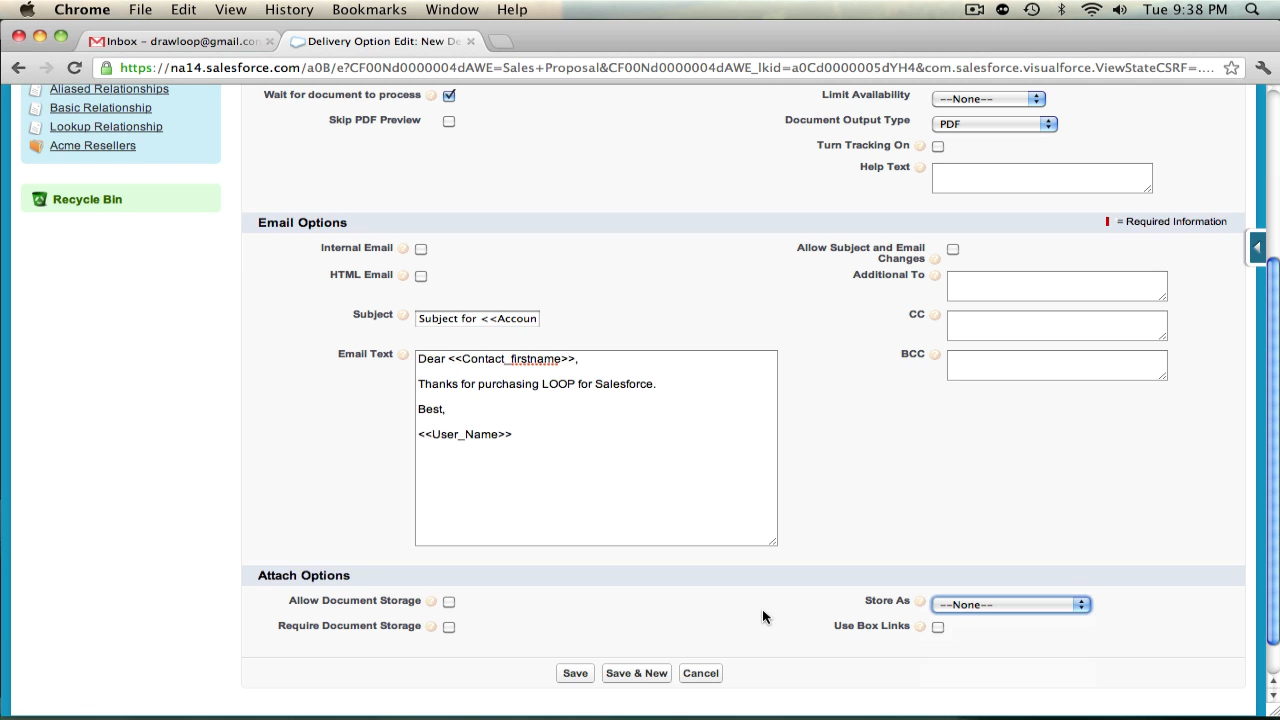 Chrome File Edit View History Bookmarks Window Help Tue 9:38 PM
Inbox – drawloop@gmail.con Delivery Option Edit: New De
https://na14.salesforce.com/a0B/e?CF00Nd0000004dAWE=Sales+Proposal&CF00Nd0000004dAWE_lkid=a0Cd0000005dYH4&com.salesforce.visualforce.ViewStateCSRF=....
Aliased Relationships
Basic Relationship
Lookup Relationship
Acme Resellers
Recycle Bin
Wait for document to process Limit Availability --None--
Skip PDF Preview Document Output Type PDF
Turn Tracking On
Help Text
Email Options = Required Information
Internal Email Allow Subject and Email
Changes
HTML Email Additional To
Subject Subject for <<Accoun CC
Email Text BCC
Dear <<Contact_firstname>>,
Thanks for purchasing LOOP for Salesforce.
Best,
<<User_Name>>
Attach Options
Allow Document Storage Store As --None--
Require Document Storage Use Box Links
Save Save & New Cancel